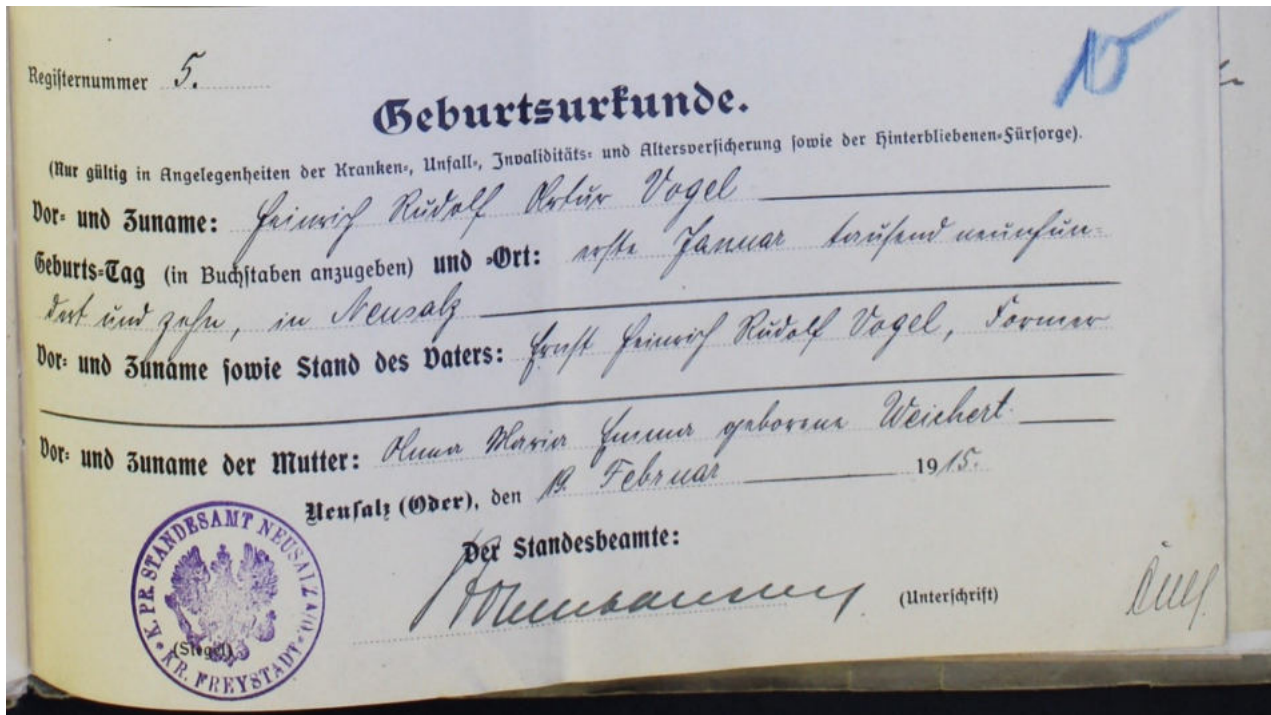 Registernummer 5.
Geburtsurkunde.
(Nur gültig in Angelegenheiten der Kranken-, Unfall-, Invaliditäts- und Altersversicherung sowie der Hinterbliebenen-Fürsorge).
Vor- und Zuname: Heinrich Rudolf Artur Vogel
Geburts-Tag (in Buchstaben anzugeben) und -Ort: erste Januar tausend neunhun-
dert und zehn, in Neusalz
Vor- und Zuname sowie Stand des Vaters: Ernst Heinrich Rudolf Vogel, Former
Vor- und Zuname der Mutter: Anna Maria Emma geborene Weichert.
Neusalz (Oder), den 19. Februar 1915.
Der Standesbeamte:
(Unterschrift)
(Siegel)
K. PR. STANDESAMT NEUSALZ A/O. KR. FREYSTADT